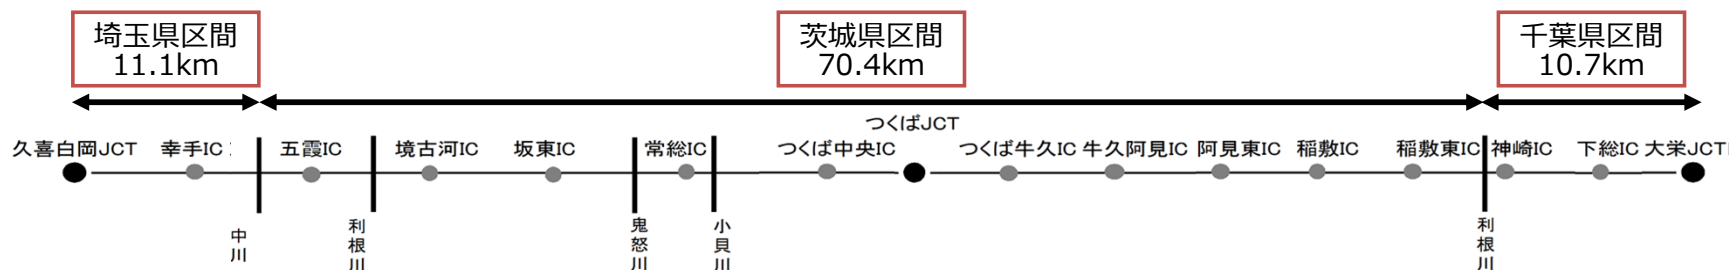 埼玉県区間
11.1km
茨城県区間
70.4km
千葉県区間
10.7km
つくばJCT
久喜白岡JCT 幸手IC 五霞IC 境古河IC 坂東IC 常総IC つくば中央IC つくば牛久IC 牛久阿見IC 阿見東IC 稲敷IC 稲敷東IC 神崎IC 下総IC 大栄JCT
中川
利根川
鬼怒川
小貝川
利根川